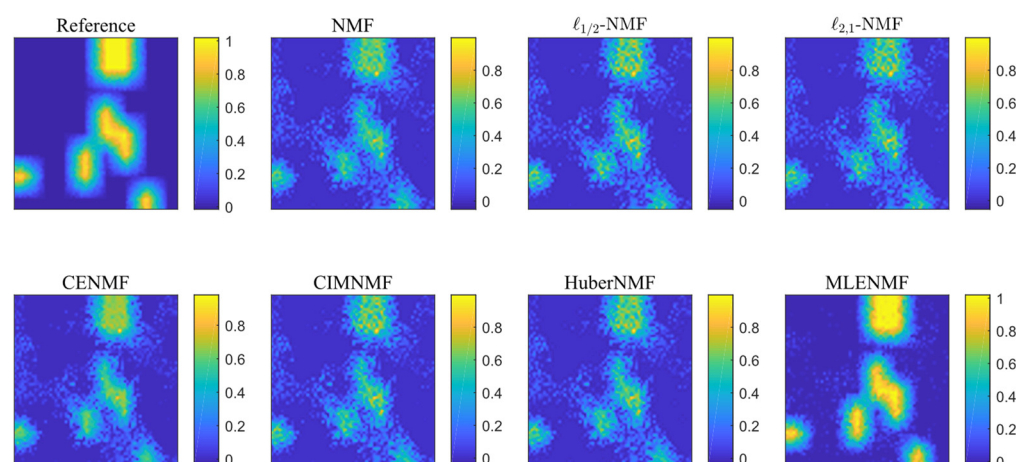 Reference NMF ℓ1/2-NMF ℓ2,1-NMF
1 0.8 0.8 0.8
0.8 0.6 0.6 0.6
0.6 0.4 0.4 0.4
0.4 0.2 0.2 0.2
0.2 0 0 0
0
CENMF CIMNMF HuberNMF MLENMF
0.8 0.8 0.8 1
0.6 0.6 0.6 0.8
0.4 0.4 0.4 0.6
0.2 0.2 0.2 0.4
0 0 0 0.2
0